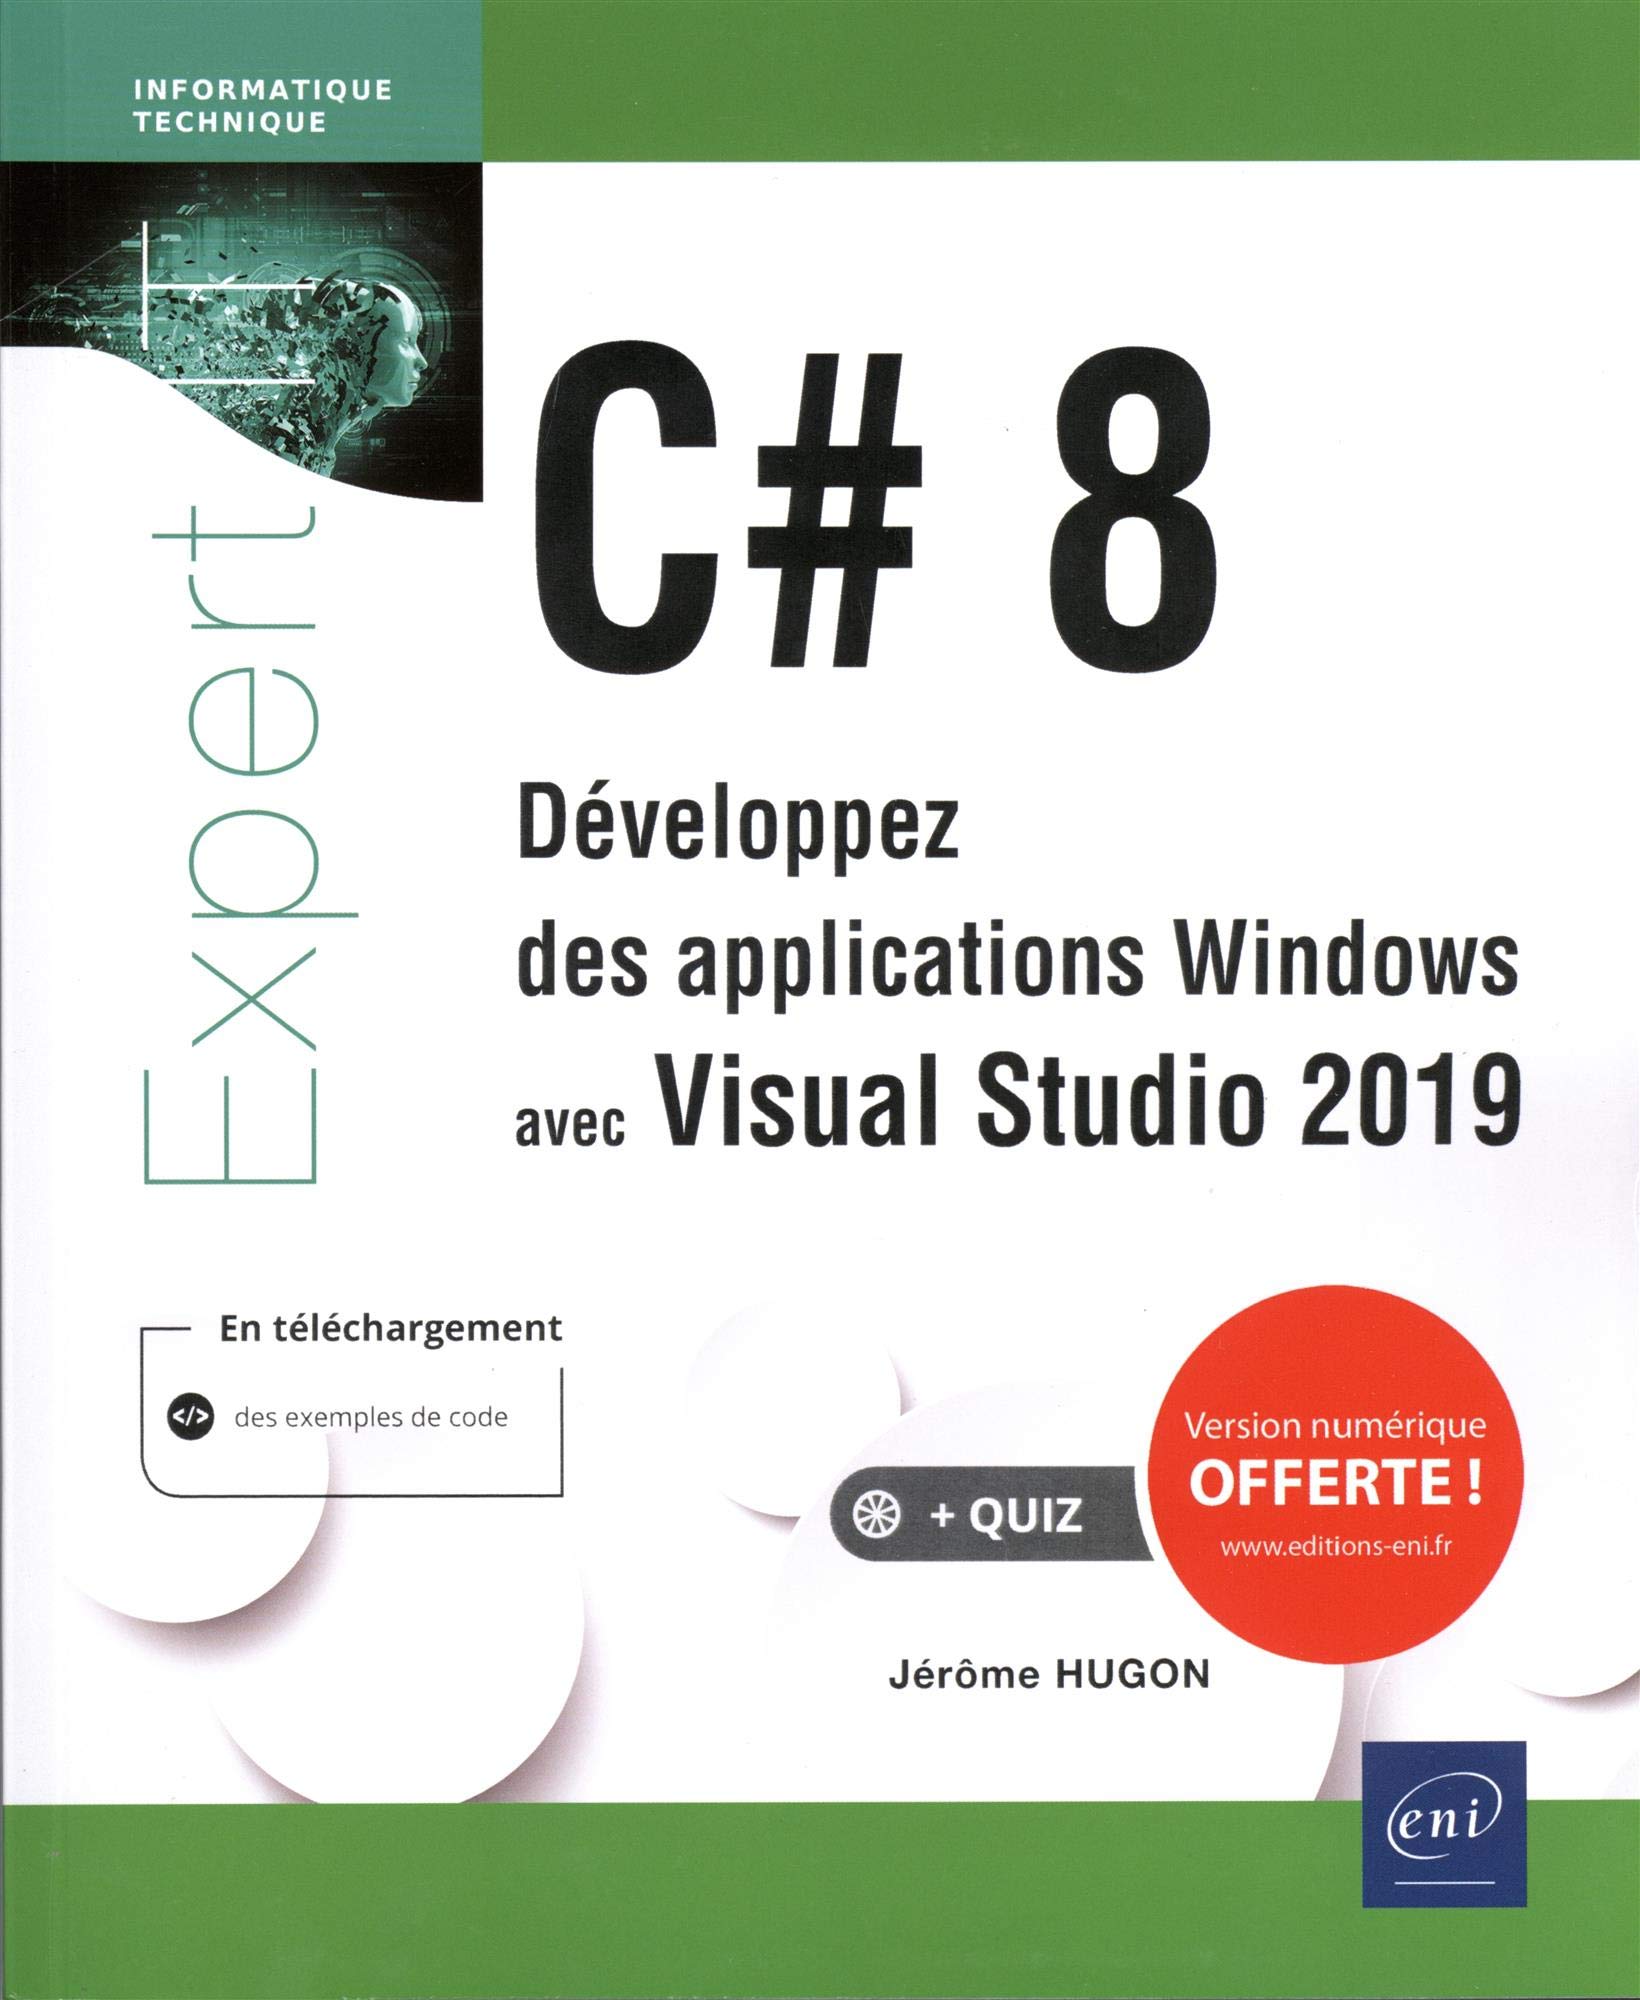 INFORMATIQUE
TECHNIQUE
Expert IT
C# 8
Développez
des applications Windows
avec Visual Studio 2019
En téléchargement
</> des exemples de code
+ QUIZ
Version numérique
OFFERTE !
www.editions-eni.fr
Jérôme HUGON
eni